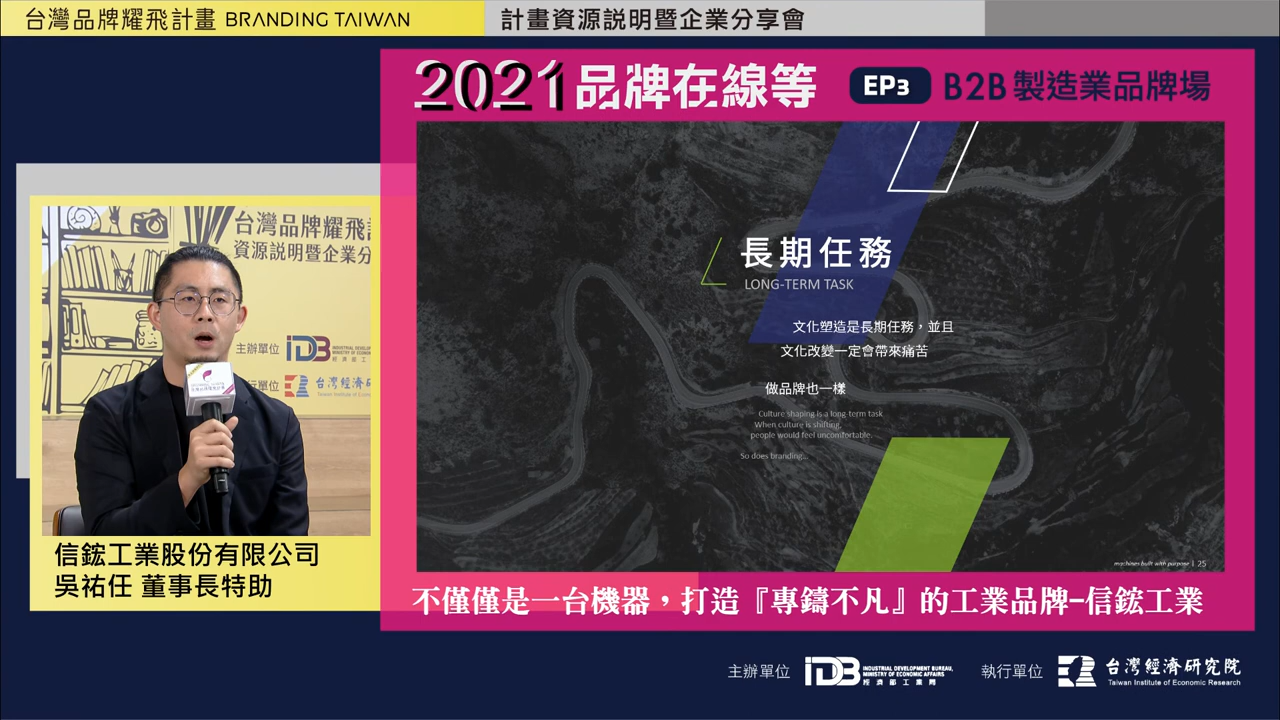 台灣品牌耀飛計畫 BRANDING TAIWAN
計畫資源説明暨企業分享會
2021品牌在線等 EP3 B2B製造業品牌場
長期任務
LONG-TERM TASK
文化塑造是長期任務，並且
文化改變一定會帶來痛苦
做品牌也一樣
Culture shaping is a long-term task
When culture is shifting,
people would feel uncomfortable.
So does branding...
machines built with purpose | 25
台灣品牌耀飛
資源説明暨企業分
主辦單位 IDB
行單位
信鋐工業股份有限公司
吳祐任 董事長特助
不僅僅是一台機器，打造『專鑄不凡』的工業品牌-信鋐工業
主辦單位 IDB INDUSTRIAL DEVELOPMENT BUREAU,
MINISTRY OF ECONOMIC AFFAIRS
經濟部工業局
執行單位 台灣經濟研究院
Taiwan Institute of Economic Research